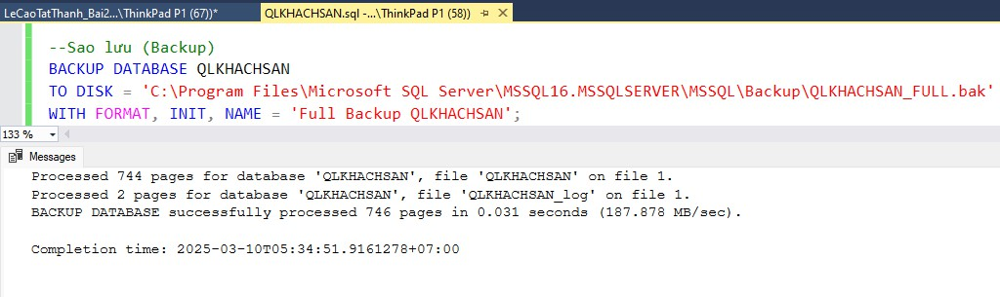 LeCaoTatThanh_Bai2...\ThinkPad P1 (67))*
QLKHACHSAN.sql -...\ThinkPad P1 (58))
--Sao lưu (Backup)
BACKUP DATABASE QLKHACHSAN
TO DISK = 'C:\Program Files\Microsoft SQL Server\MSSQL16.MSSQLSERVER\MSSQL\Backup\QLKHACHSAN_FULL.bak'
WITH FORMAT, INIT, NAME = 'Full Backup QLKHACHSAN';
133 %
Messages
Processed 744 pages for database 'QLKHACHSAN', file 'QLKHACHSAN' on file 1.
Processed 2 pages for database 'QLKHACHSAN', file 'QLKHACHSAN_log' on file 1.
BACKUP DATABASE successfully processed 746 pages in 0.031 seconds (187.878 MB/sec).
Completion time: 2025-03-10T05:34:51.9161278+07:00